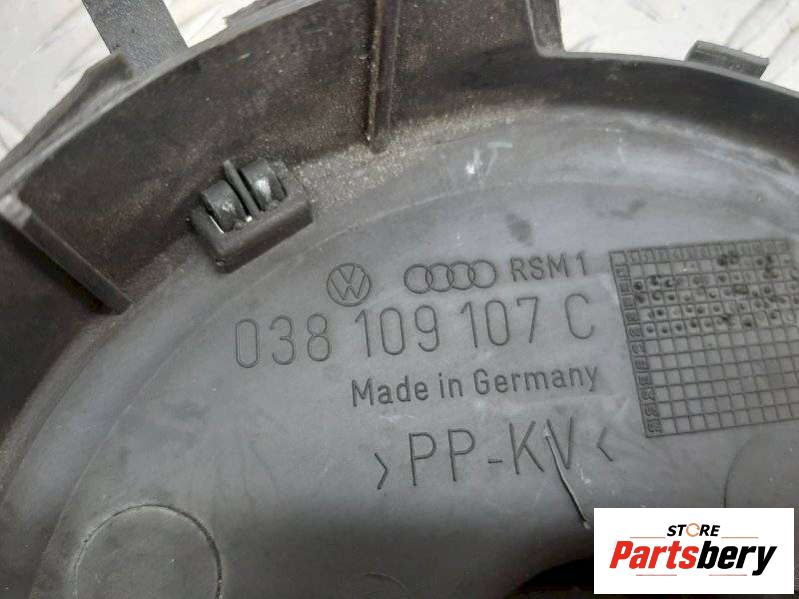 RSM1
038 109 107 C
Made in Germany
>PP-KV<
STORE
Partsbery